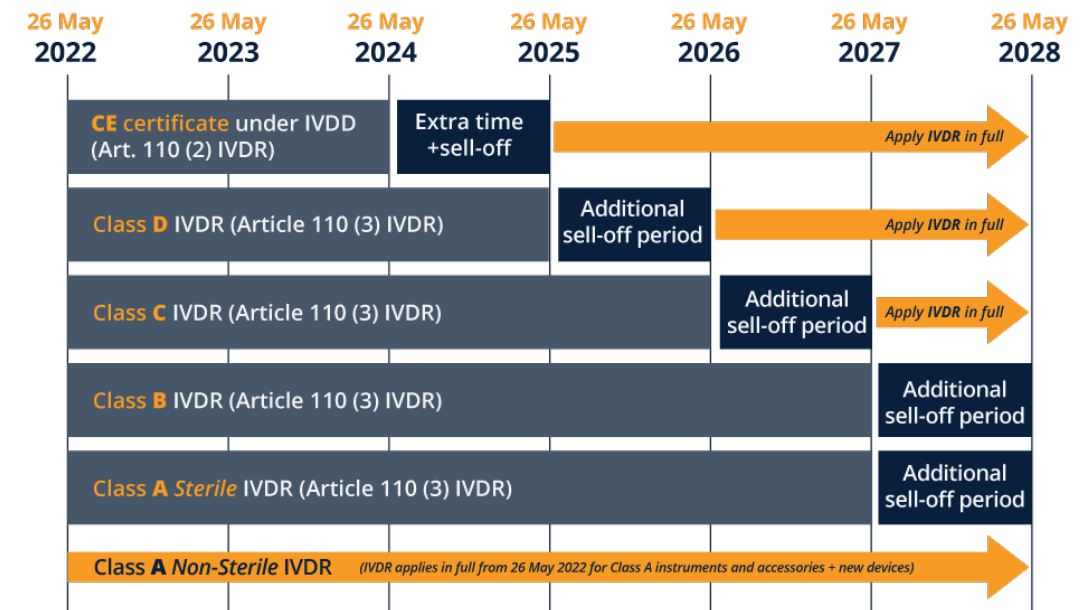 26 May 26 May 26 May 26 May 26 May 26 May 26 May
2022 2023 2024 2025 2026 2027 2028
CE certificate under IVDD
(Art. 110 (2) IVDR)
Extra time
+sell-off
Apply IVDR in full
Class D IVDR (Article 110 (3) IVDR)
Additional
sell-off period
Apply IVDR in full
Class C IVDR (Article 110 (3) IVDR)
Additional
sell-off period
Apply IVDR in full
Class B IVDR (Article 110 (3) IVDR)
Additional
sell-off period
Class A Sterile IVDR (Article 110 (3) IVDR)
Additional
sell-off period
Class A Non-Sterile IVDR (IVDR applies in full from 26 May 2022 for Class A instruments and accessories + new devices)